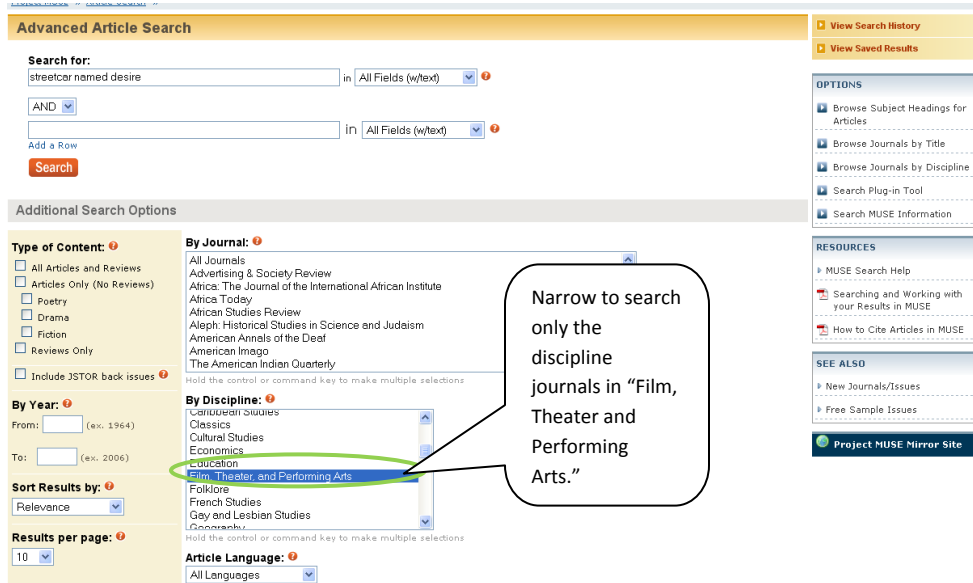 Project MUSE » Article Search »
Advanced Article Search
Search for:
streetcar named desire in All Fields (w/text)
AND
in All Fields (w/text)
Add a Row
Search
Additional Search Options
Type of Content:
All Articles and Reviews
Articles Only (No Reviews)
Poetry
Drama
Fiction
Reviews Only
Include JSTOR back issues
By Year:
From: (ex. 1964)
To: (ex. 2006)
Sort Results by:
Relevance
Results per page:
10
By Journal:
All Journals
Advertising & Society Review
Africa: The Journal of the International African Institute
Africa Today
African Studies Review
Aleph: Historical Studies in Science and Judaism
American Annals of the Deaf
American Imago
The American Indian Quarterly
Hold the control or command key to make multiple selections
By Discipline:
Caribbean Studies
Classics
Cultural Studies
Economics
Education
Film, Theater, and Performing Arts
Folklore
French Studies
Gay and Lesbian Studies
Geography
Hold the control or command key to make multiple selections
Article Language:
All Languages
Narrow to search
only the
discipline
journals in “Film,
Theater and
Performing
Arts.”
View Search History
View Saved Results
OPTIONS
Browse Subject Headings for
Articles
Browse Journals by Title
Browse Journals by Discipline
Search Plug-in Tool
Search MUSE Information
RESOURCES
MUSE Search Help
Searching and Working with
your Results in MUSE
How to Cite Articles in MUSE
SEE ALSO
New Journals/Issues
Free Sample Issues
Project MUSE Mirror Site